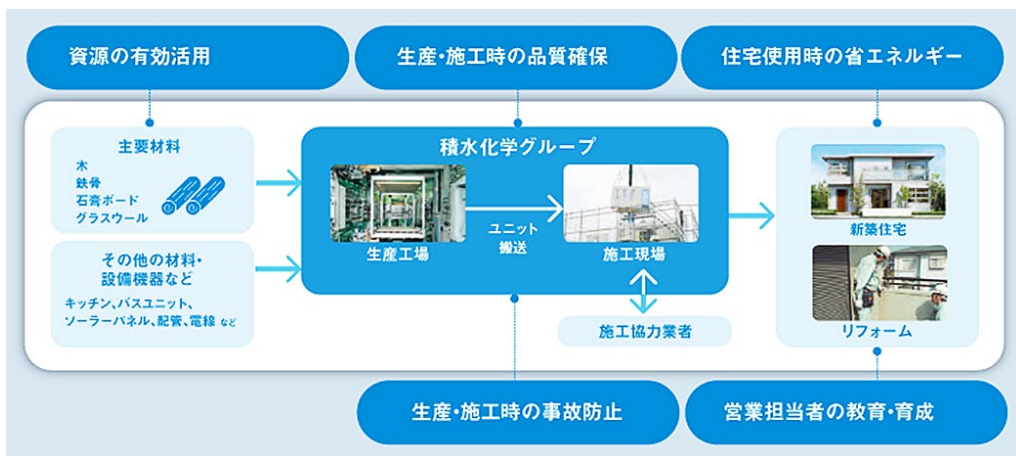 資源の有効活用
生産・施工時の品質確保
住宅使用時の省エネルギー
主要材料
木
鉄骨
石膏ボード
グラスウール
その他の材料・
設備機器など
キッチン、バスユニット、
ソーラーパネル、配管、電線 など
積水化学グループ
生産工場
ユニット
搬送
施工現場
施工協力業者
新築住宅
リフォーム
生産・施工時の事故防止
営業担当者の教育・育成